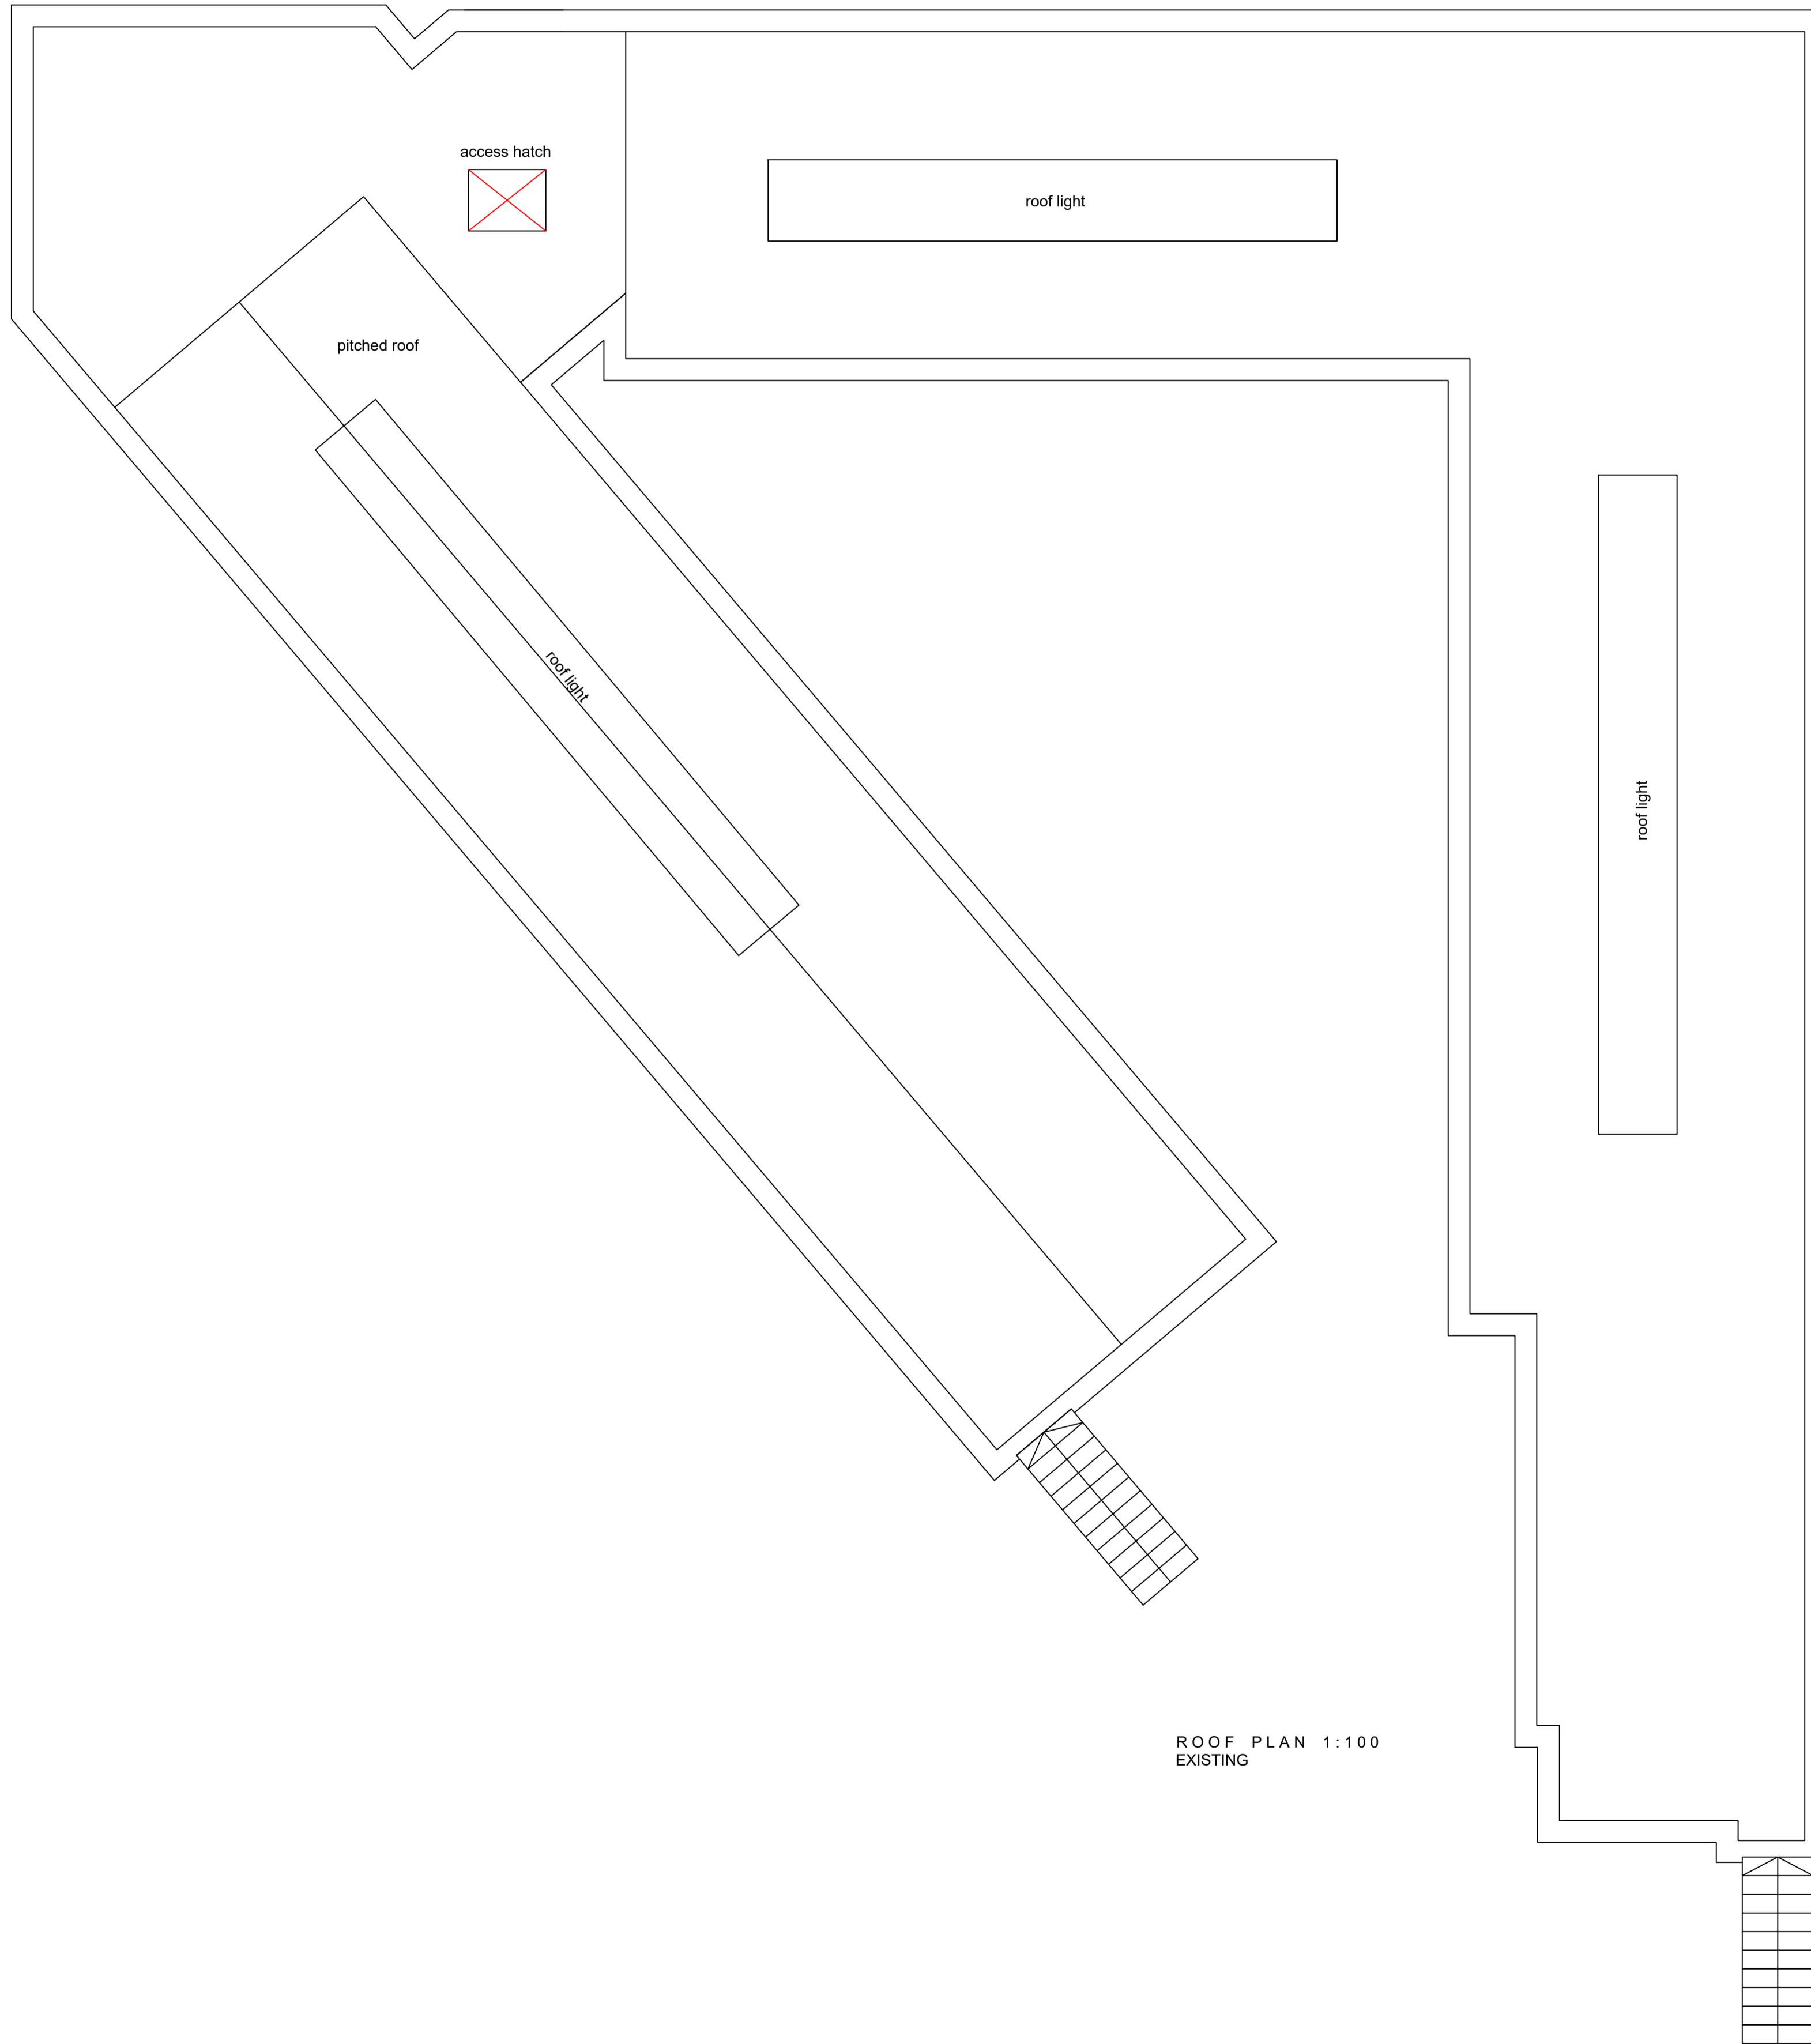 access hatch
roof light
pitched roof
roof light
roof light
ROOF PLAN 1:100
EXISTING